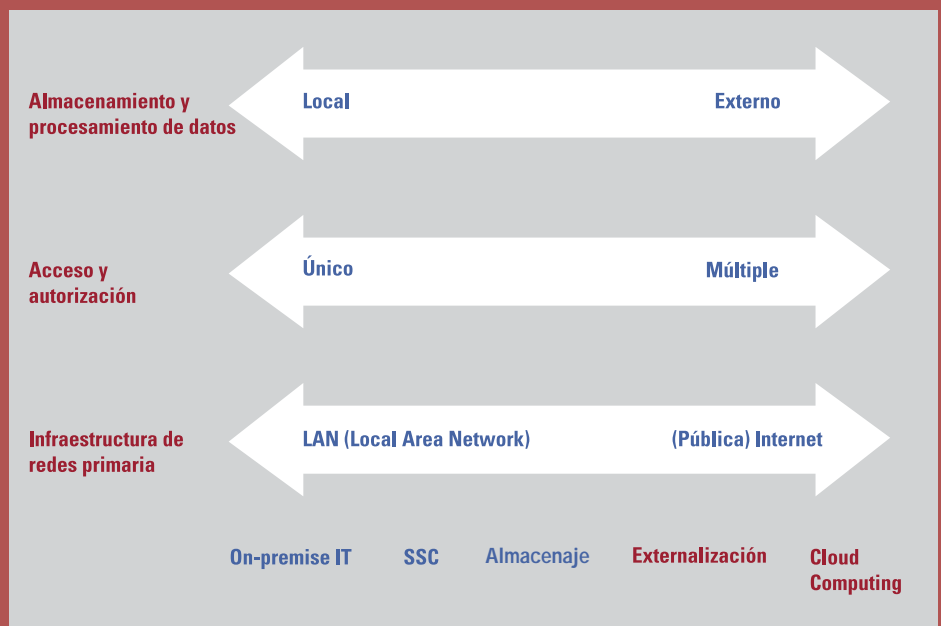 Almacenamiento y
procesamiento de datos
Local
Externo
Acceso y
autorización
Único
Múltiple
Infraestructura de
redes primaria
LAN (Local Area Network)
(Pública) Internet
On-premise IT
SSC
Almacenaje
Externalización
Cloud
Computing